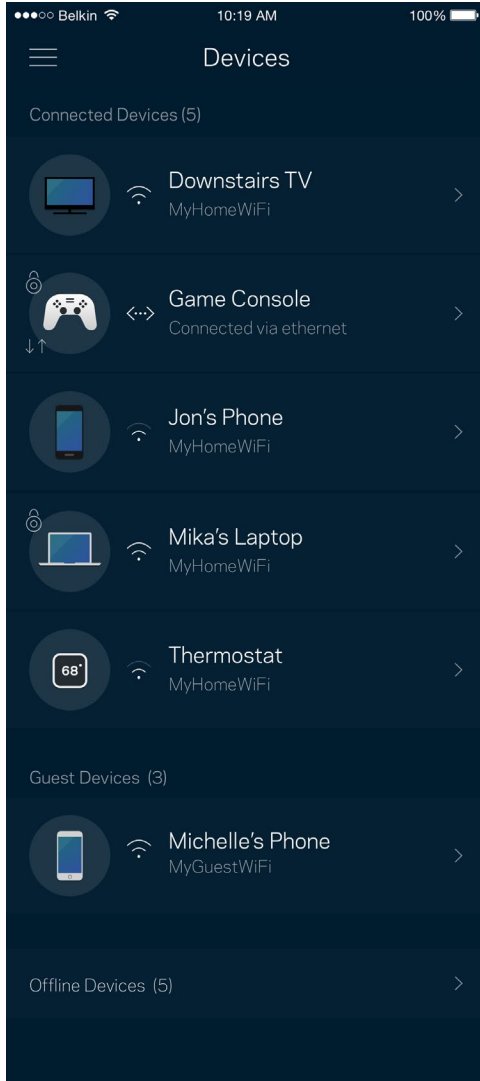 Belkin 10:19 AM 100%
Devices
Connected Devices (5)
Downstairs TV
MyHomeWiFi
Game Console
Connected via ethernet
Jon's Phone
MyHomeWiFi
Mika's Laptop
MyHomeWiFi
68°
Thermostat
MyHomeWiFi
Guest Devices (3)
Michelle's Phone
MyGuestWiFi
Offline Devices (5)